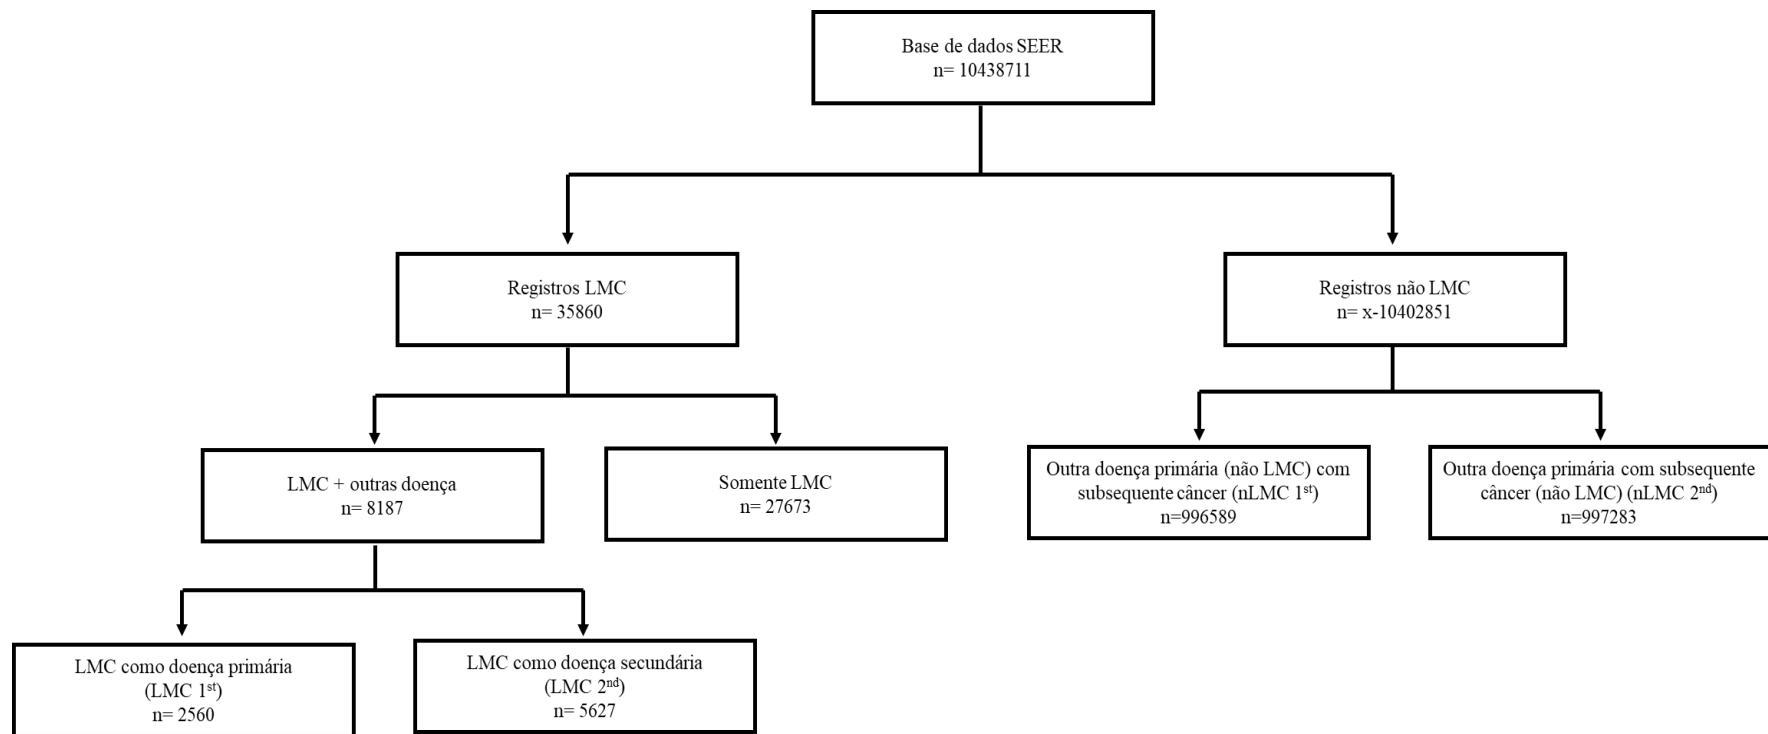 Base de dados SEER
n= 10438711
Registros LMC
n= 35860
Registros não LMC
n= x-10402851
LMC + outras doença
n= 8187
Somente LMC
n= 27673
Outra doença primária (não LMC) com
subsequente câncer (nLMC 1st)
n=996589
Outra doença primária com subsequente
câncer (não LMC) (nLMC 2nd)
n=997283
LMC como doença primária
(LMC 1st)
n= 2560
LMC como doença secundária
(LMC 2nd)
n= 5627